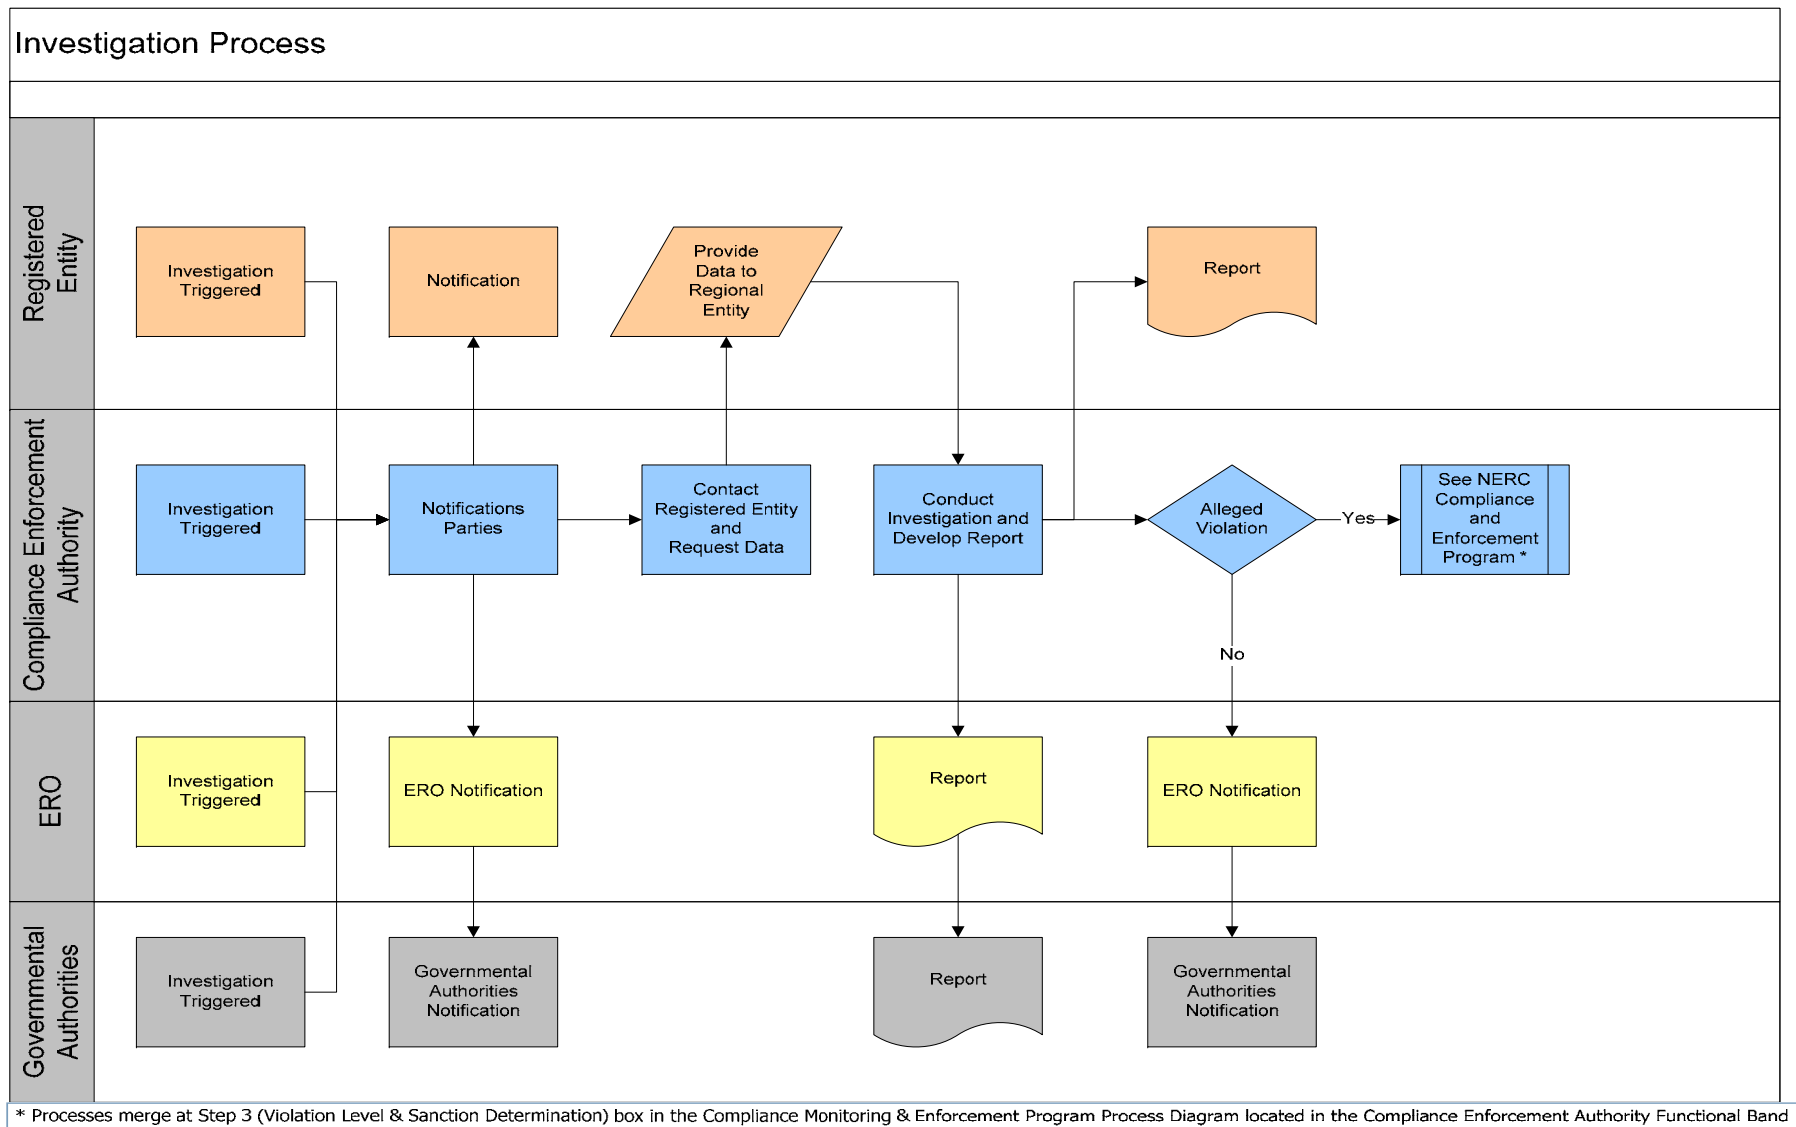 Investigation Process
Registered
Entity
Investigation
Triggered
Notification
Provide
Data to
Regional
Entity
Report
Compliance Enforcement
Authority
Investigation
Triggered
Notifications
Parties
Contact
Registered Entity
and
Request Data
Conduct
Investigation and
Develop Report
Alleged
Violation
Yes
See NERC
Compliance
and
Enforcement
Program *
No
ERO
Investigation
Triggered
ERO Notification
Report
ERO Notification
Governmental
Authorities
Investigation
Triggered
Governmental
Authorities
Notification
Report
Governmental
Authorities
Notification
* Processes merge at Step 3 (Violation Level & Sanction Determination) box in the Compliance Monitoring & Enforcement Program Process Diagram located in the Compliance Enforcement Authority Functional Band